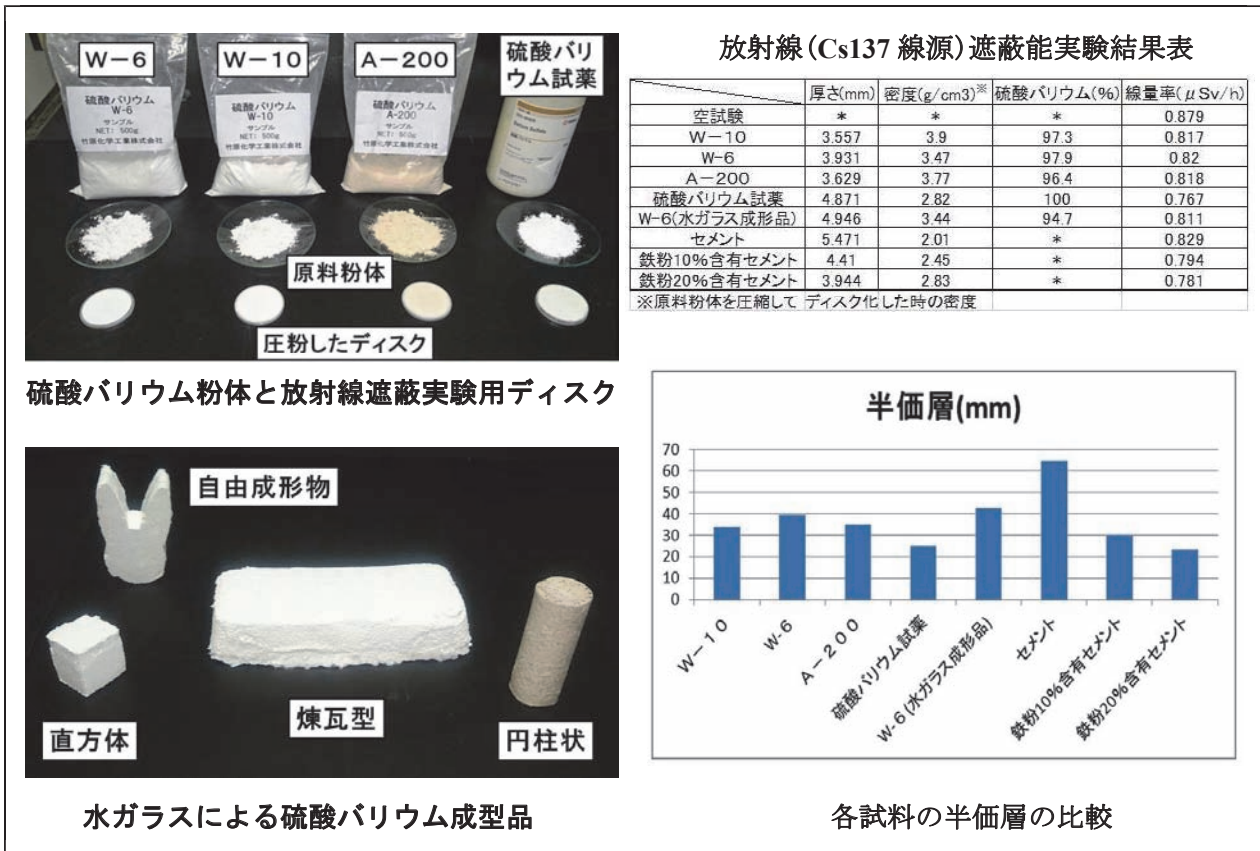 W-6
W-10
A-200
硫酸バリ
ウム試薬
硫酸バリウム
W-6
サンプル
NET: 500g
竹原化学工業株式会社
硫酸バリウム
W-10
サンプル
NET: 500g
竹原化学工業株式会社
硫酸バリウム
A-200
サンプル
NET: 500g
竹原化学工業株式会社
原料粉体
圧粉したディスク
硫酸バリウム粉体と放射線遮蔽実験用ディスク
自由成形物
直方体
煉瓦型
円柱状
水ガラスによる硫酸バリウム成型品
放射線(Cs137 線源)遮蔽能実験結果表
厚さ(mm) 密度(g/cm3)※ 硫酸バリウム(%) 線量率(μSv/h)
空試験 * * * 0.879
W-10 3.557 3.9 97.3 0.817
W-6 3.931 3.47 97.9 0.82
A-200 3.629 3.77 96.4 0.818
硫酸バリウム試薬 4.871 2.82 100 0.767
W-6(水ガラス成形品) 4.946 3.44 94.7 0.811
セメント 5.471 2.01 * 0.829
鉄粉10%含有セメント 4.41 2.45 * 0.794
鉄粉20%含有セメント 3.944 2.83 * 0.781
※原料粉体を圧縮して ディスク化した時の密度
半価層(mm)
70
60
50
40
30
20
10
0
W-10
W-6
A-200
硫酸バリウム試薬
W-6(水ガラス成形品)
セメント
鉄粉10%含有セメント
鉄粉20%含有セメント
各試料の半価層の比較